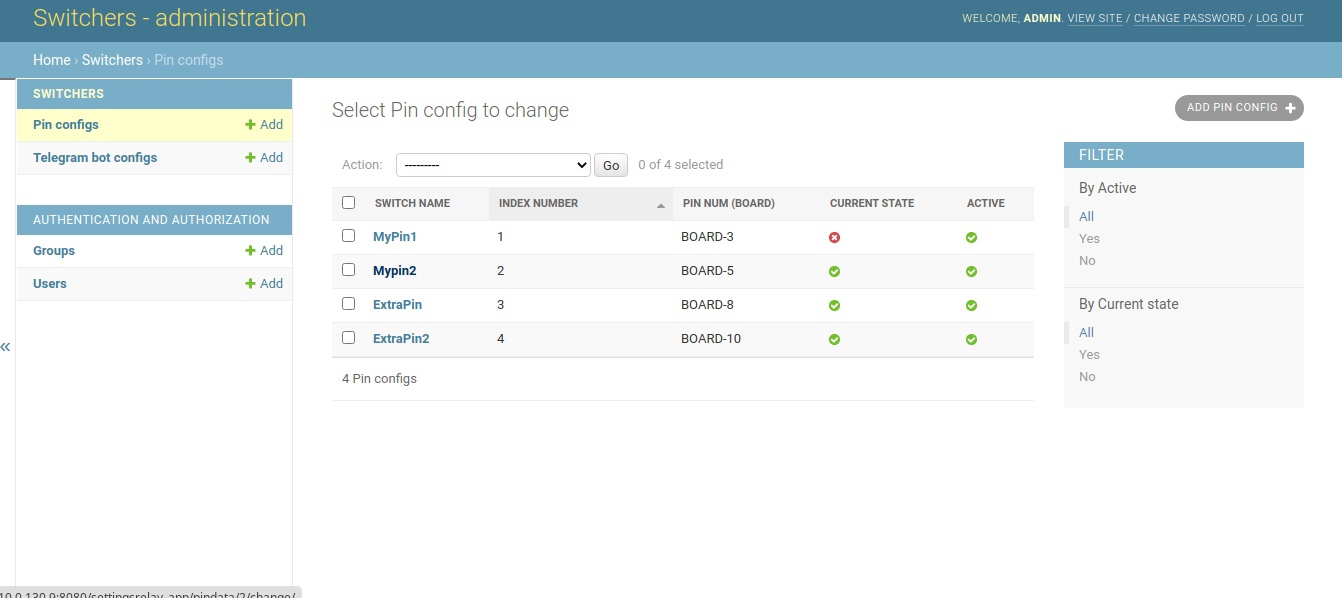 Switchers - administration
WELCOME, ADMIN. VIEW SITE / CHANGE PASSWORD / LOG OUT
Home › Switchers › Pin configs
SWITCHERS
Pin configs Add
Telegram bot configs Add
AUTHENTICATION AND AUTHORIZATION
Groups Add
Users Add
«
Select Pin config to change
ADD PIN CONFIG
Action: --------- Go 0 of 4 selected
SWITCH NAME INDEX NUMBER PIN NUM (BOARD) CURRENT STATE ACTIVE
MyPin1 1 BOARD-3
Mypin2 2 BOARD-5
ExtraPin 3 BOARD-8
ExtraPin2 4 BOARD-10
4 Pin configs
FILTER
By Active
All
Yes
No
By Current state
All
Yes
No
10.0.130.9:8080/settingsrelay_app/pindata/2/change/